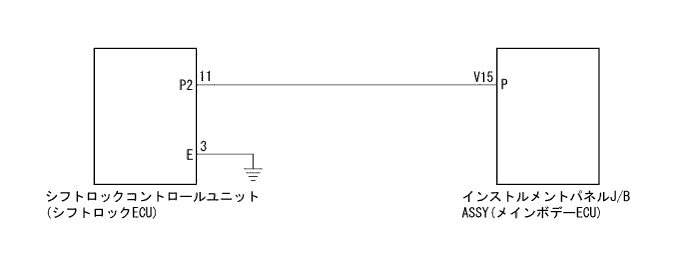 11
P2
V15
P
3
E
シフトロックコントロールユニット
(シフトロックECU)
インストルメントパネルJ/B
ASSY(メインボデーECU)